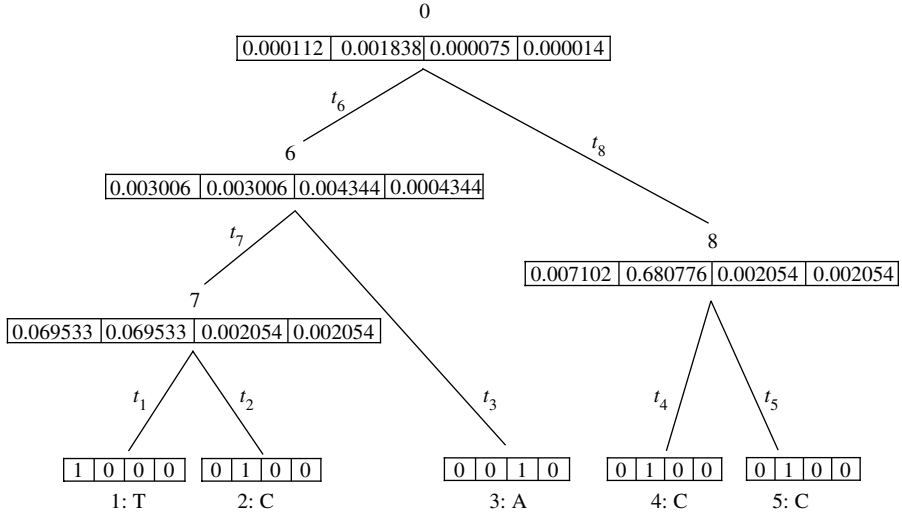 0
0.000112 0.001838 0.000075 0.000014
t6
t8
6
0.003006 0.003006 0.004344 0.0004344
t7
8
0.007102 0.680776 0.002054 0.002054
7
0.069533 0.069533 0.002054 0.002054
t1 t2 t3 t4 t5
1 0 0 0 0 1 0 0 0 0 1 0 0 1 0 0 0 1 0 0
1: T 2: C 3: A 4: C 5: C